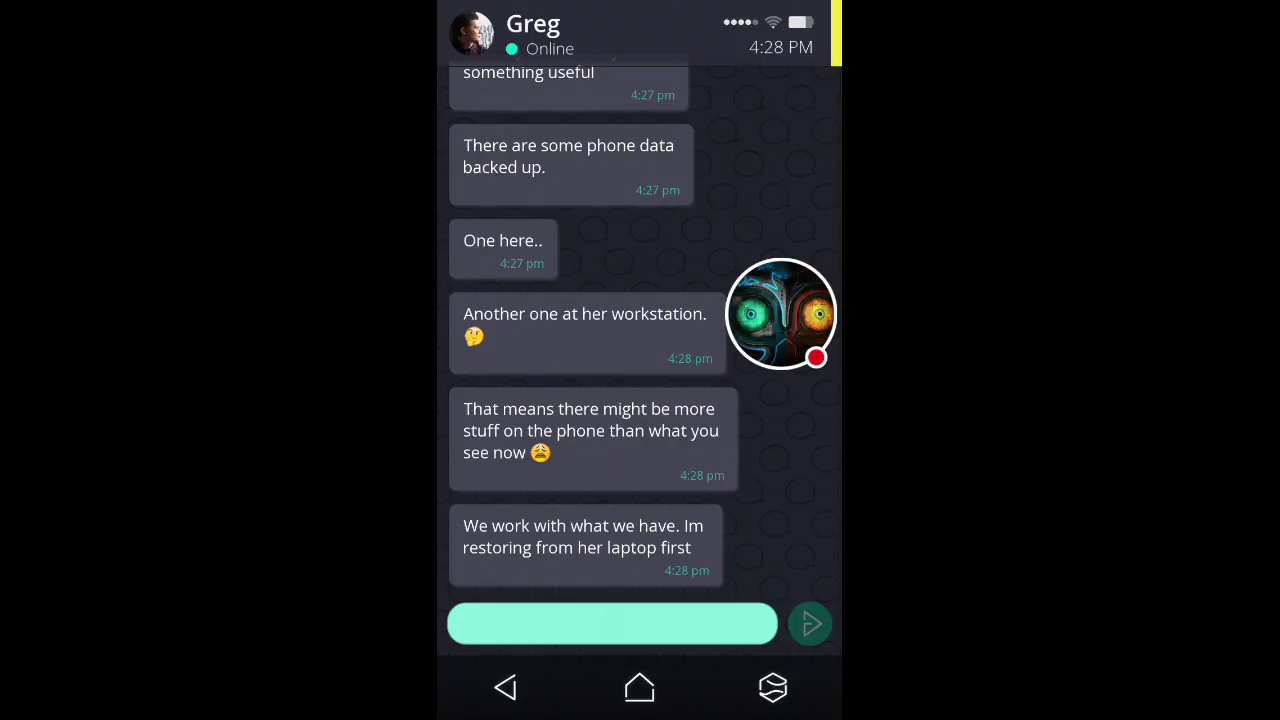 Greg
Online
4:28 PM
something useful
4:27 pm
There are some phone data
backed up.
4:27 pm
One here..
4:27 pm
Another one at her workstation.
🤔
4:28 pm
That means there might be more
stuff on the phone than what you
see now 😩
4:28 pm
We work with what we have. Im
restoring from her laptop first
4:28 pm